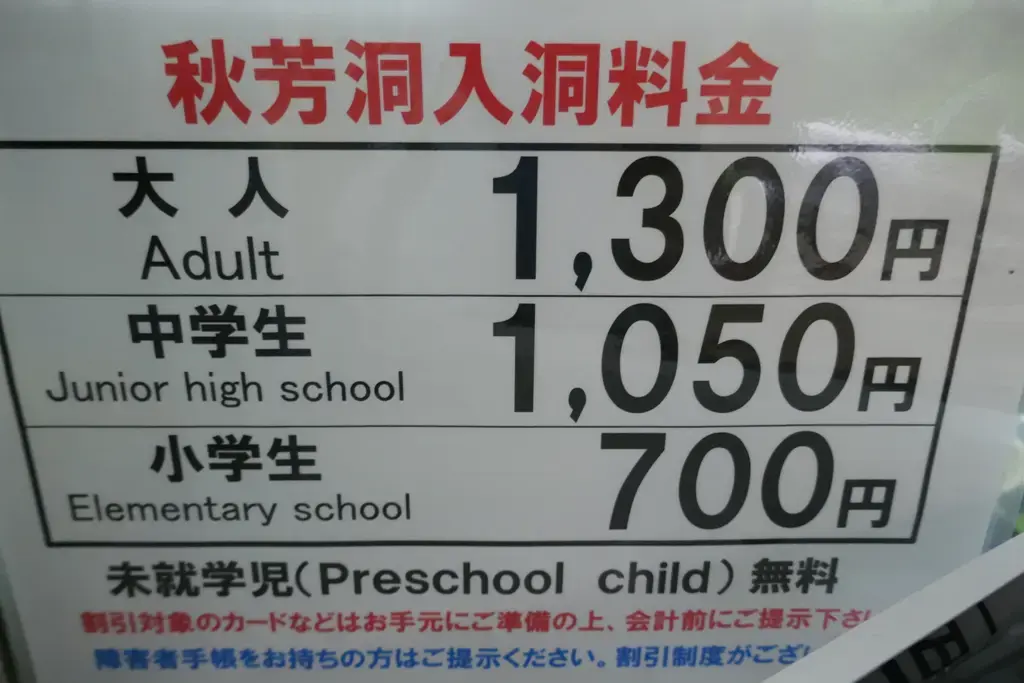 秋芳洞入洞料金
大人 1,300円
Adult
中学生 1,050円
Junior high school
小学生 700円
Elementary school
未就学児(Preschool child)無料
割引対象のカードなどはお手元にご準備の上、会計前にご提示下さ
障害者手帳をお持ちの方はご提示ください。割引制度がござ